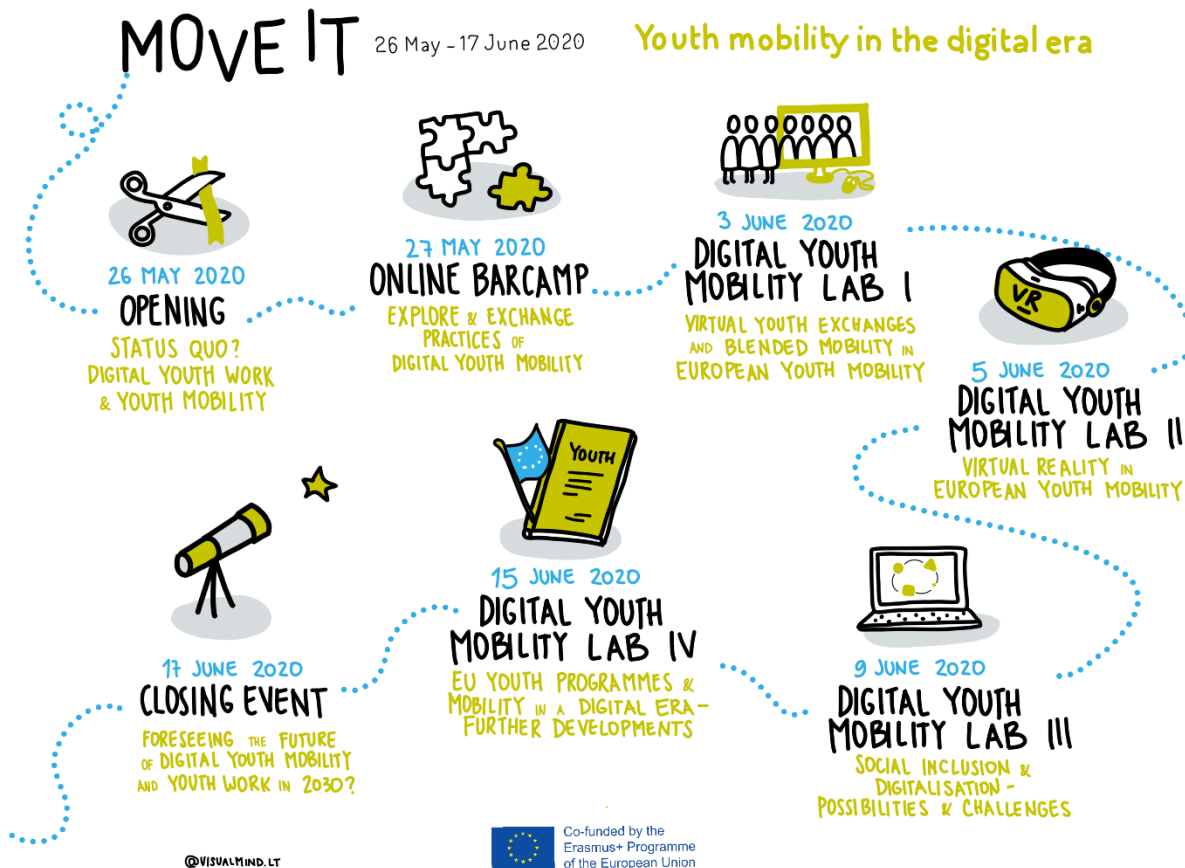 MOVE IT
26 May - 17 June 2020
Youth mobility in the digital era
26 MAY 2020
OPENING
STATUS QUO?
DIGITAL YOUTH WORK
& YOUTH MOBILITY
27 MAY 2020
ONLINE BARCAMP
EXPLORE & EXCHANGE
PRACTICES OF
DIGITAL YOUTH MOBILITY
3 JUNE 2020
DIGITAL YOUTH
MOBILITY LAB I
VIRTUAL YOUTH EXCHANGES
AND BLENDED MOBILITY IN
EUROPEAN YOUTH MOBILITY
VR
5 JUNE 2020
DIGITAL YOUTH
MOBILITY LAB II
VIRTUAL REALITY IN
EUROPEAN YOUTH MOBILITY
9 JUNE 2020
DIGITAL YOUTH
MOBILITY LAB III
SOCIAL INCLUSION &
DIGITALISATION -
POSSIBILITIES & CHALLENGES
YOUTH
15 JUNE 2020
DIGITAL YOUTH
MOBILITY LAB IV
EU YOUTH PROGRAMMES &
MOBILITY IN A DIGITAL ERA -
FURTHER DEVELOPMENTS
17 JUNE 2020
CLOSING EVENT
FORESEEING THE FUTURE
OF DIGITAL YOUTH MOBILITY
AND YOUTH WORK IN 2030?
@VISUALMIND.LT
Co-funded by the
Erasmus+ Programme
of the European Union